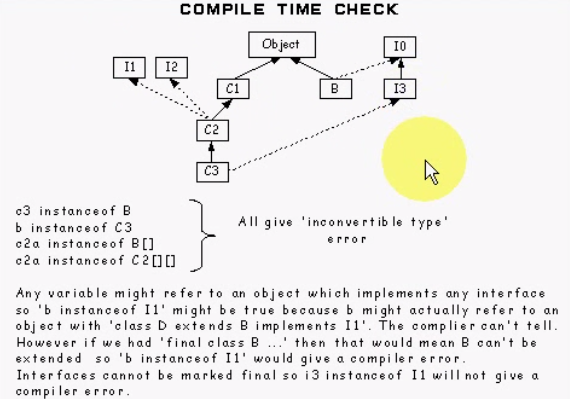 COMPILE TIME CHECK
Object
I0
I1
I2
C1
B
I3
C2
C3
c3 instanceof B
b instanceof C3
c2a instanceof B[]
c2a instanceof C2[][]
All give 'inconvertible type'
error
Any variable might refer to an object which implements any interface
so 'b instanceof I1' might be true because b might actually refer to an
object with 'class D extends B implements I1'. The complier can't tell.
However if we had 'final class B ...' then that would mean B can't be
extended so 'b instanceof I1' would give a compiler error.
Interfaces cannot be marked final so i3 instanceof I1 will not give a
compiler error.